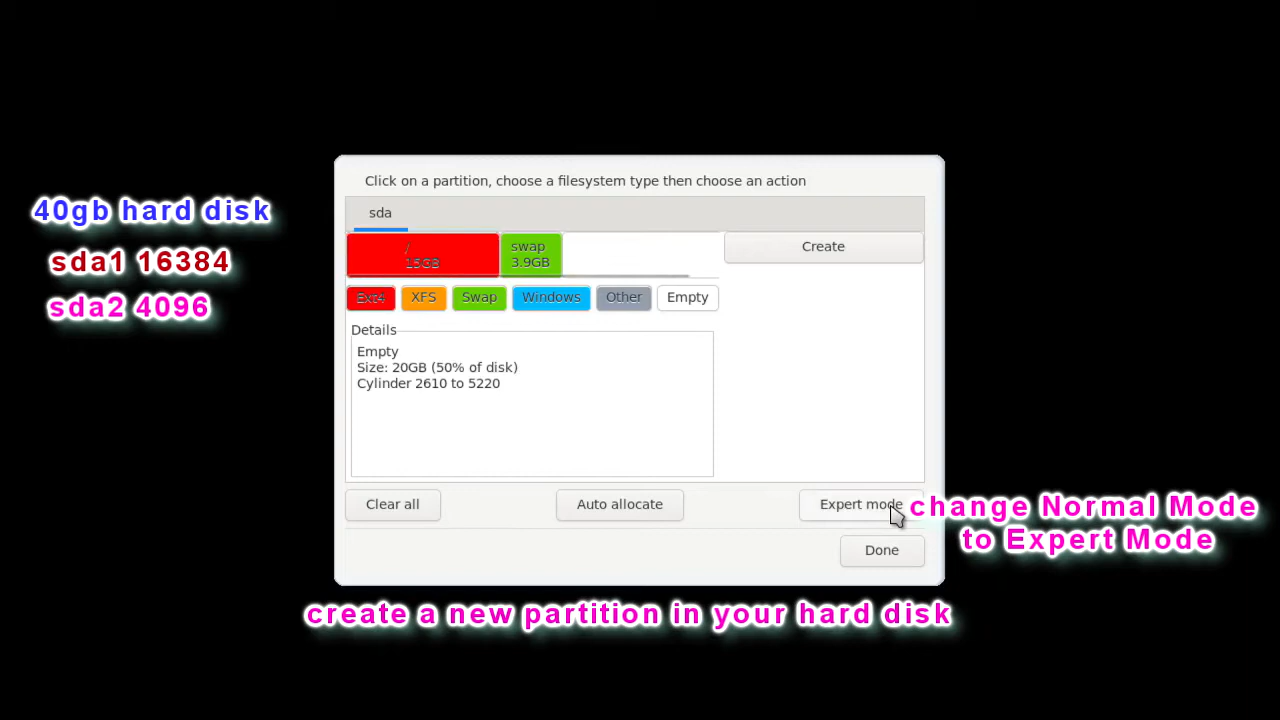 40gb hard disk
sda1 16384
sda2 4096
Click on a partition, choose a filesystem type then choose an action
sda
/
15GB
swap
3.9GB
Create
Ext4 XFS Swap Windows Other Empty
Details
Empty
Size: 20GB (50% of disk)
Cylinder 2610 to 5220
Clear all Auto allocate Expert mode
Done
change Normal Mode
to Expert Mode
create a new partition in your hard disk